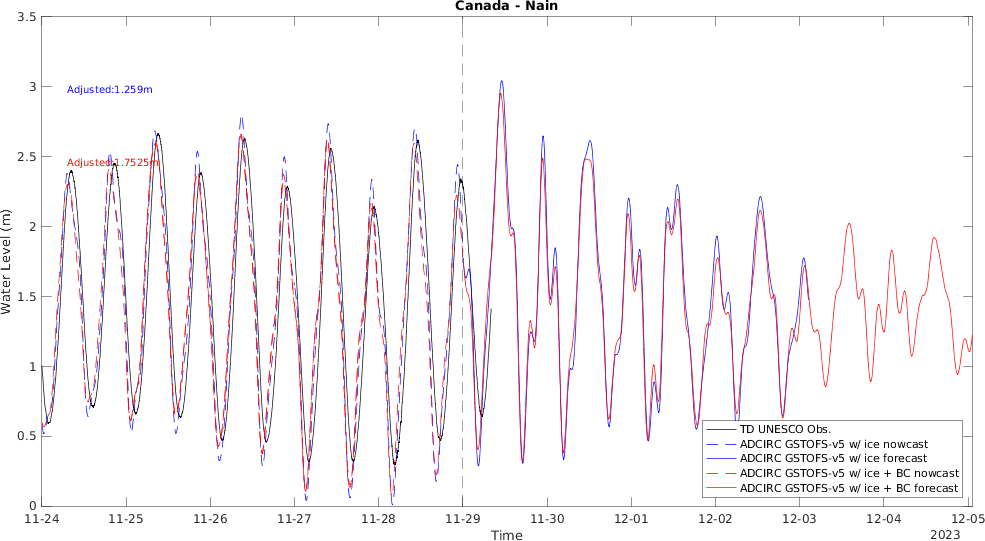 Canada - Nain
3.5
3
2.5
2
1.5
1
0.5
0
Water Level (m)
Adjusted:1.259m
Adjusted:1.7525m
TD UNESCO Obs.
ADCIRC GSTOFS-v5 w/ ice nowcast
ADCIRC GSTOFS-v5 w/ ice forecast
ADCIRC GSTOFS-v5 w/ ice + BC nowcast
ADCIRC GSTOFS-v5 w/ ice + BC forecast
11-24 11-25 11-26 11-27 11-28 11-29 11-30 12-01 12-02 12-03 12-04 12-05
Time
2023